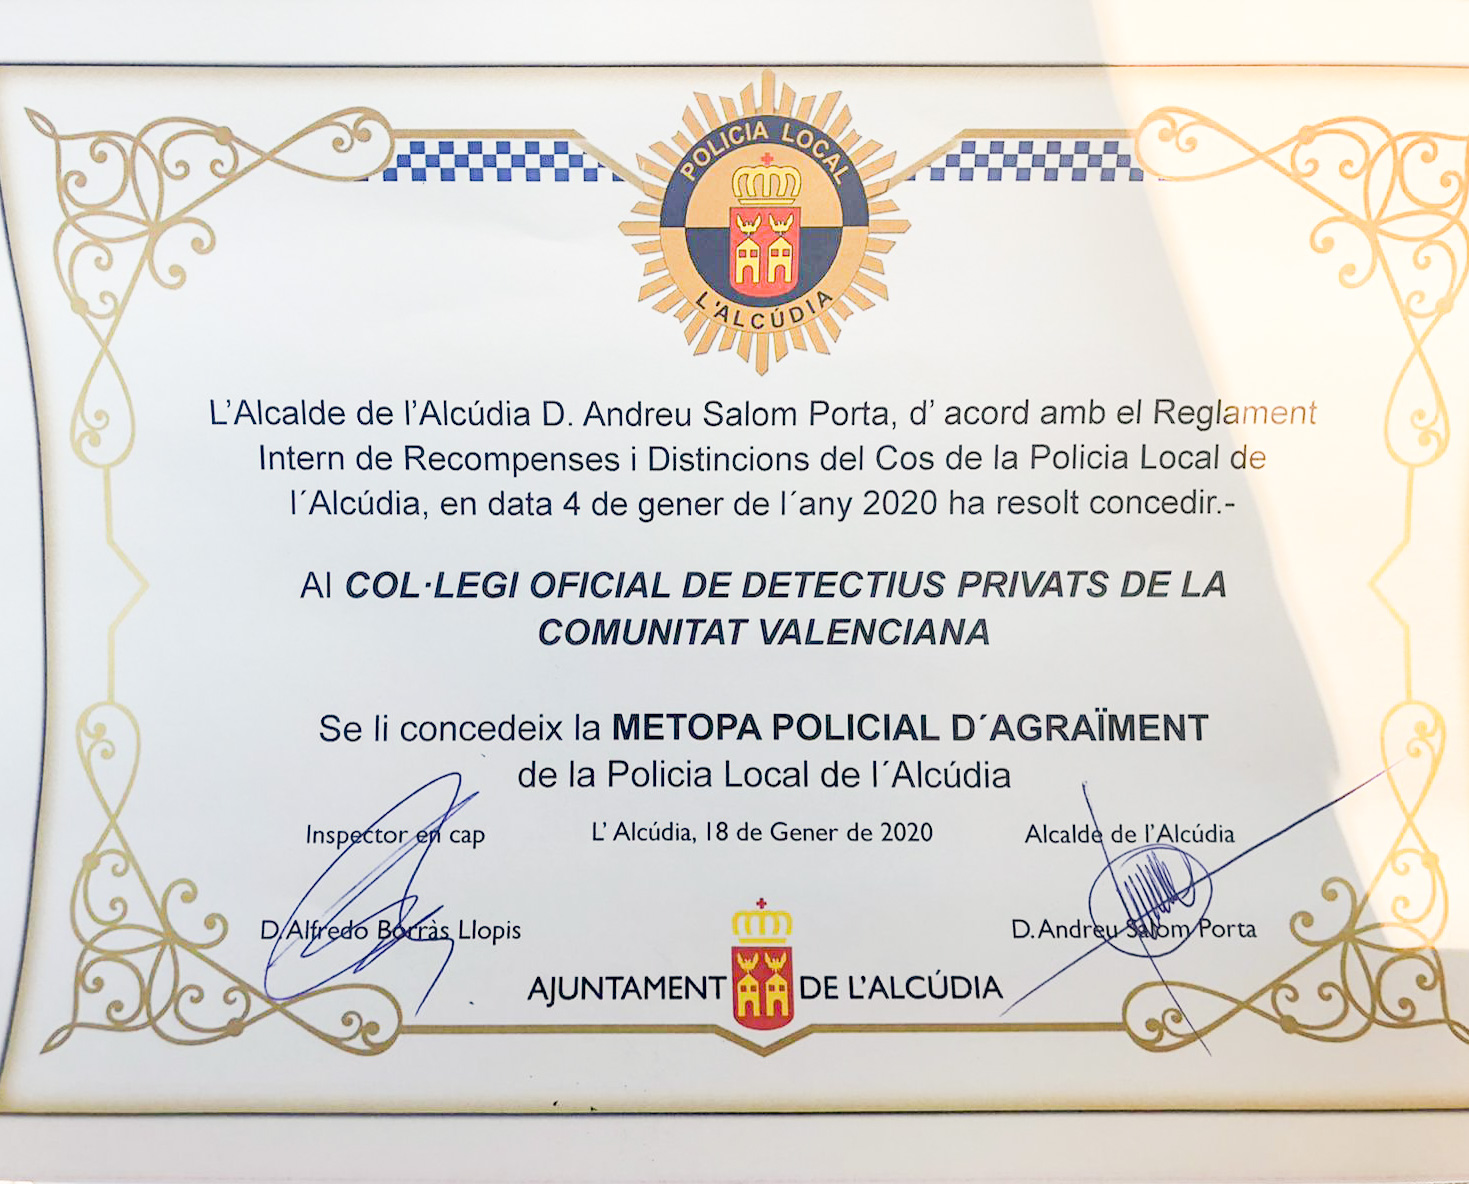 POLICIA LOCAL
L'ALCÚDIA
L'Alcalde de l'Alcúdia D. Andreu Salom Porta, d' acord amb el Reglament
Intern de Recompenses i Distincions del Cos de la Policia Local de
l´Alcúdia, en data 4 de gener de l´any 2020 ha resolt concedir.-
Al COL·LEGI OFICIAL DE DETECTIUS PRIVATS DE LA
COMUNITAT VALENCIANA
Se li concedeix la METOPA POLICIAL D´AGRAÏMENT
de la Policia Local de l´Alcúdia
Inspector en cap
L' Alcúdia, 18 de Gener de 2020
Alcalde de l'Alcúdia
D.Alfredo Borràs Llopis
D.Andreu Salom Porta
AJUNTAMENT DE L'ALCÚDIA